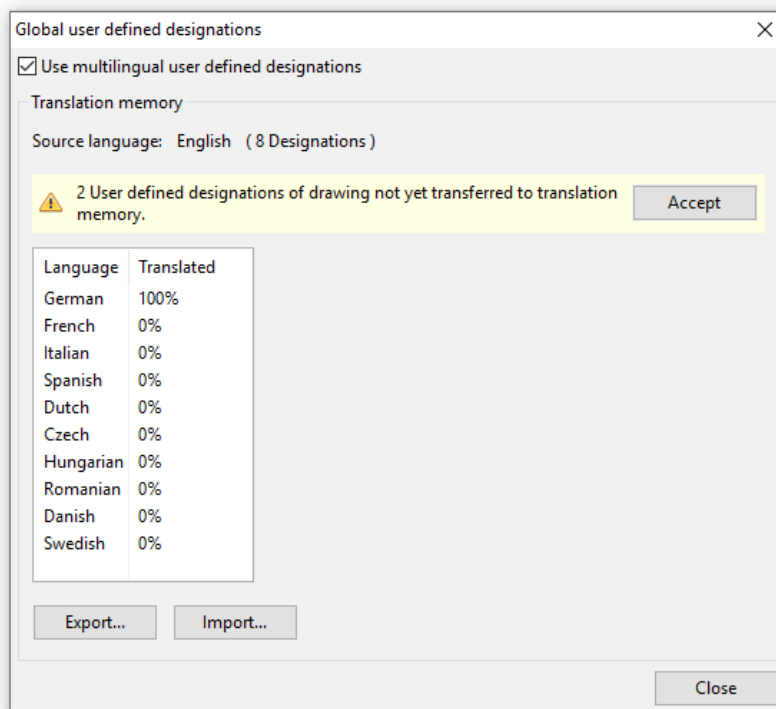 Global user defined designations
Use multilingual user defined designations
Translation memory
Source language: English ( 8 Designations )
2 User defined designations of drawing not yet transferred to translation
memory.
Accept
Language Translated
German 100%
French 0%
Italian 0%
Spanish 0%
Dutch 0%
Czech 0%
Hungarian 0%
Romanian 0%
Danish 0%
Swedish 0%
Export... Import...
Close